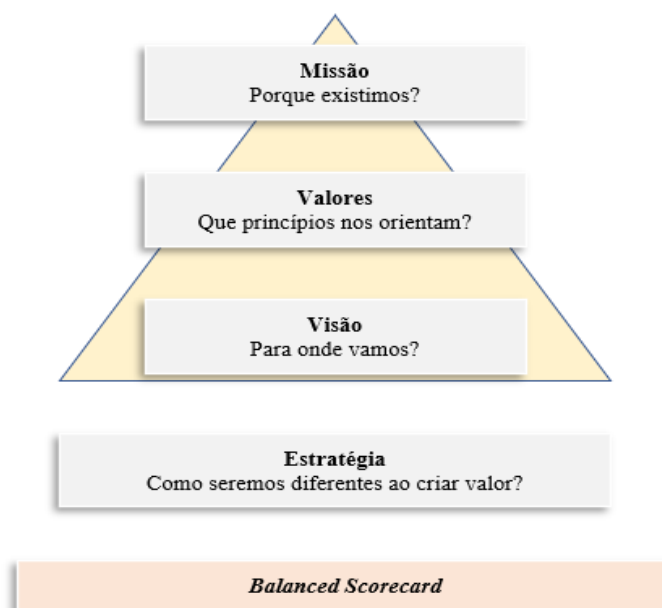 Missão
Porque existimos?
Valores
Que princípios nos orientam?
Visão
Para onde vamos?
Estratégia
Como seremos diferentes ao criar valor?
Balanced Scorecard